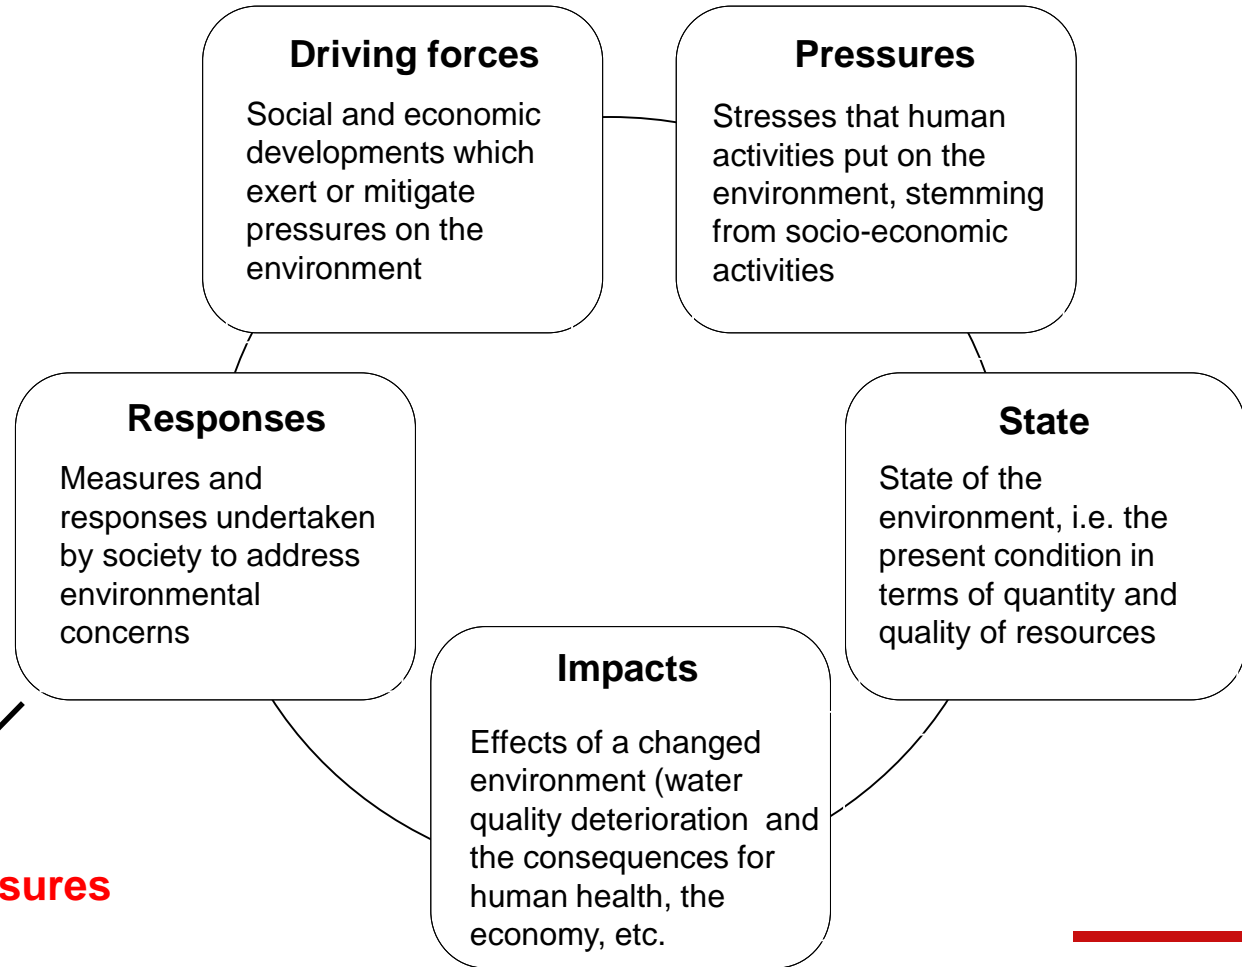 Driving forces
Social and economic
developments which
exert or mitigate
pressures on the
environment
Pressures
Stresses that human
activities put on the
environment, stemming
from socio-economic
activities
Responses
Measures and
responses undertaken
by society to address
environmental
concerns
State
State of the
environment, i.e. the
present condition in
terms of quantity and
quality of resources
Impacts
Effects of a changed
environment (water
quality deterioration and
the consequences for
human health, the
economy, etc.
sures